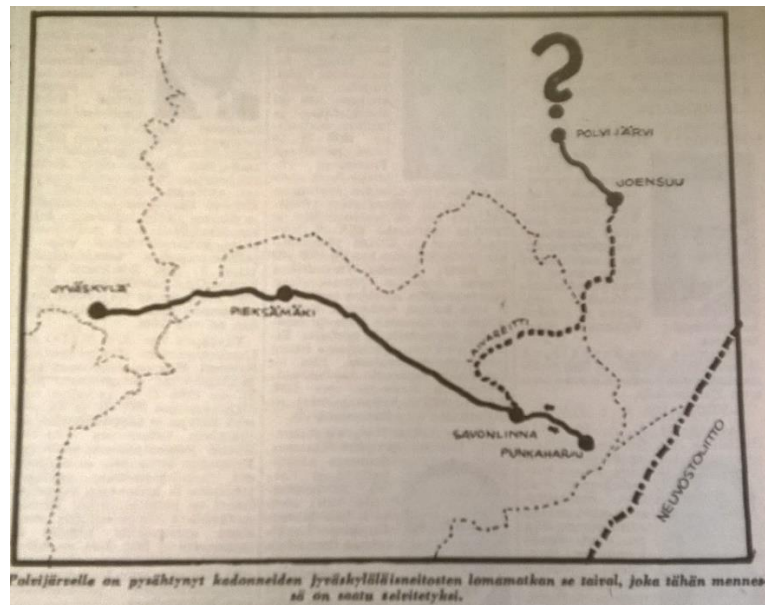 ?
POLVIJÄRVI
JOENSUU
JYVÄSKYLÄ
PIEKSÄMÄKI
LAIVAREITTI
SAVONLINNA
PUNKAHARJU
NEUVOSTOLIITTO
Polvijärvelle on pysähtynyt kadonneiden jyväskyläläisneitosten lomamatkan se taival, joka tähän mennes-
sä on saatu selvitetyksi.